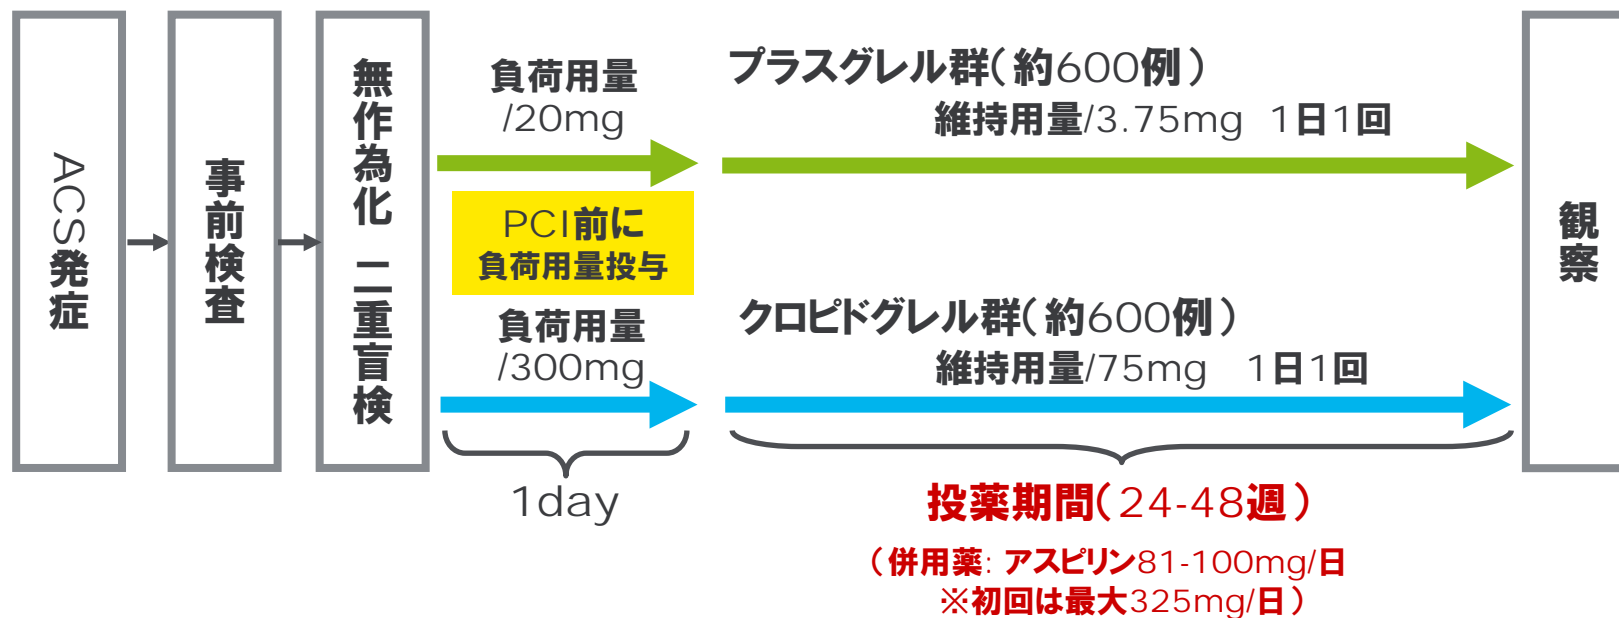 ACS発症
事前検査
無作為化 二重盲検
負荷用量
/20mg
プラスグレル群(約600例)
維持用量/3.75mg 1日1回
PCI前に
負荷用量投与
負荷用量
/300mg
クロピドグレル群(約600例)
維持用量/75mg 1日1回
観察
1day
投薬期間(24-48週)
(併用薬: アスピリン81-100mg/日
※初回は最大325mg/日)